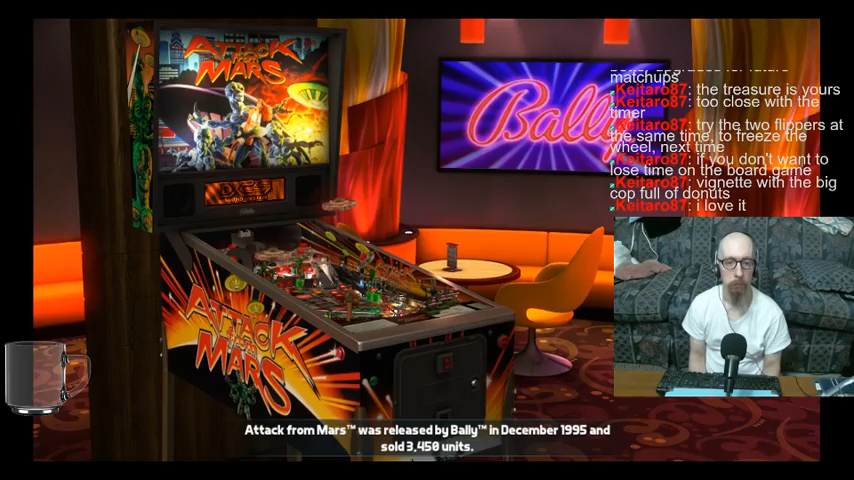 ATTACK
FROM
MARS
Bally
matchups
Keitaro87: the treasure is yours
Keitaro87: too close with the
timer
Keitaro87: try the two flippers at
the same time, to freeze the
wheel, next time
Keitaro87: if you don't want to
lose time on the board game
Keitaro87: vignette with the big
cop full of donuts
Keitaro87: i love it
DCS
ATTACK
FROM
MARS
Attack from Mars™ was released by Bally™ in December 1995 and
sold 3,450 units.